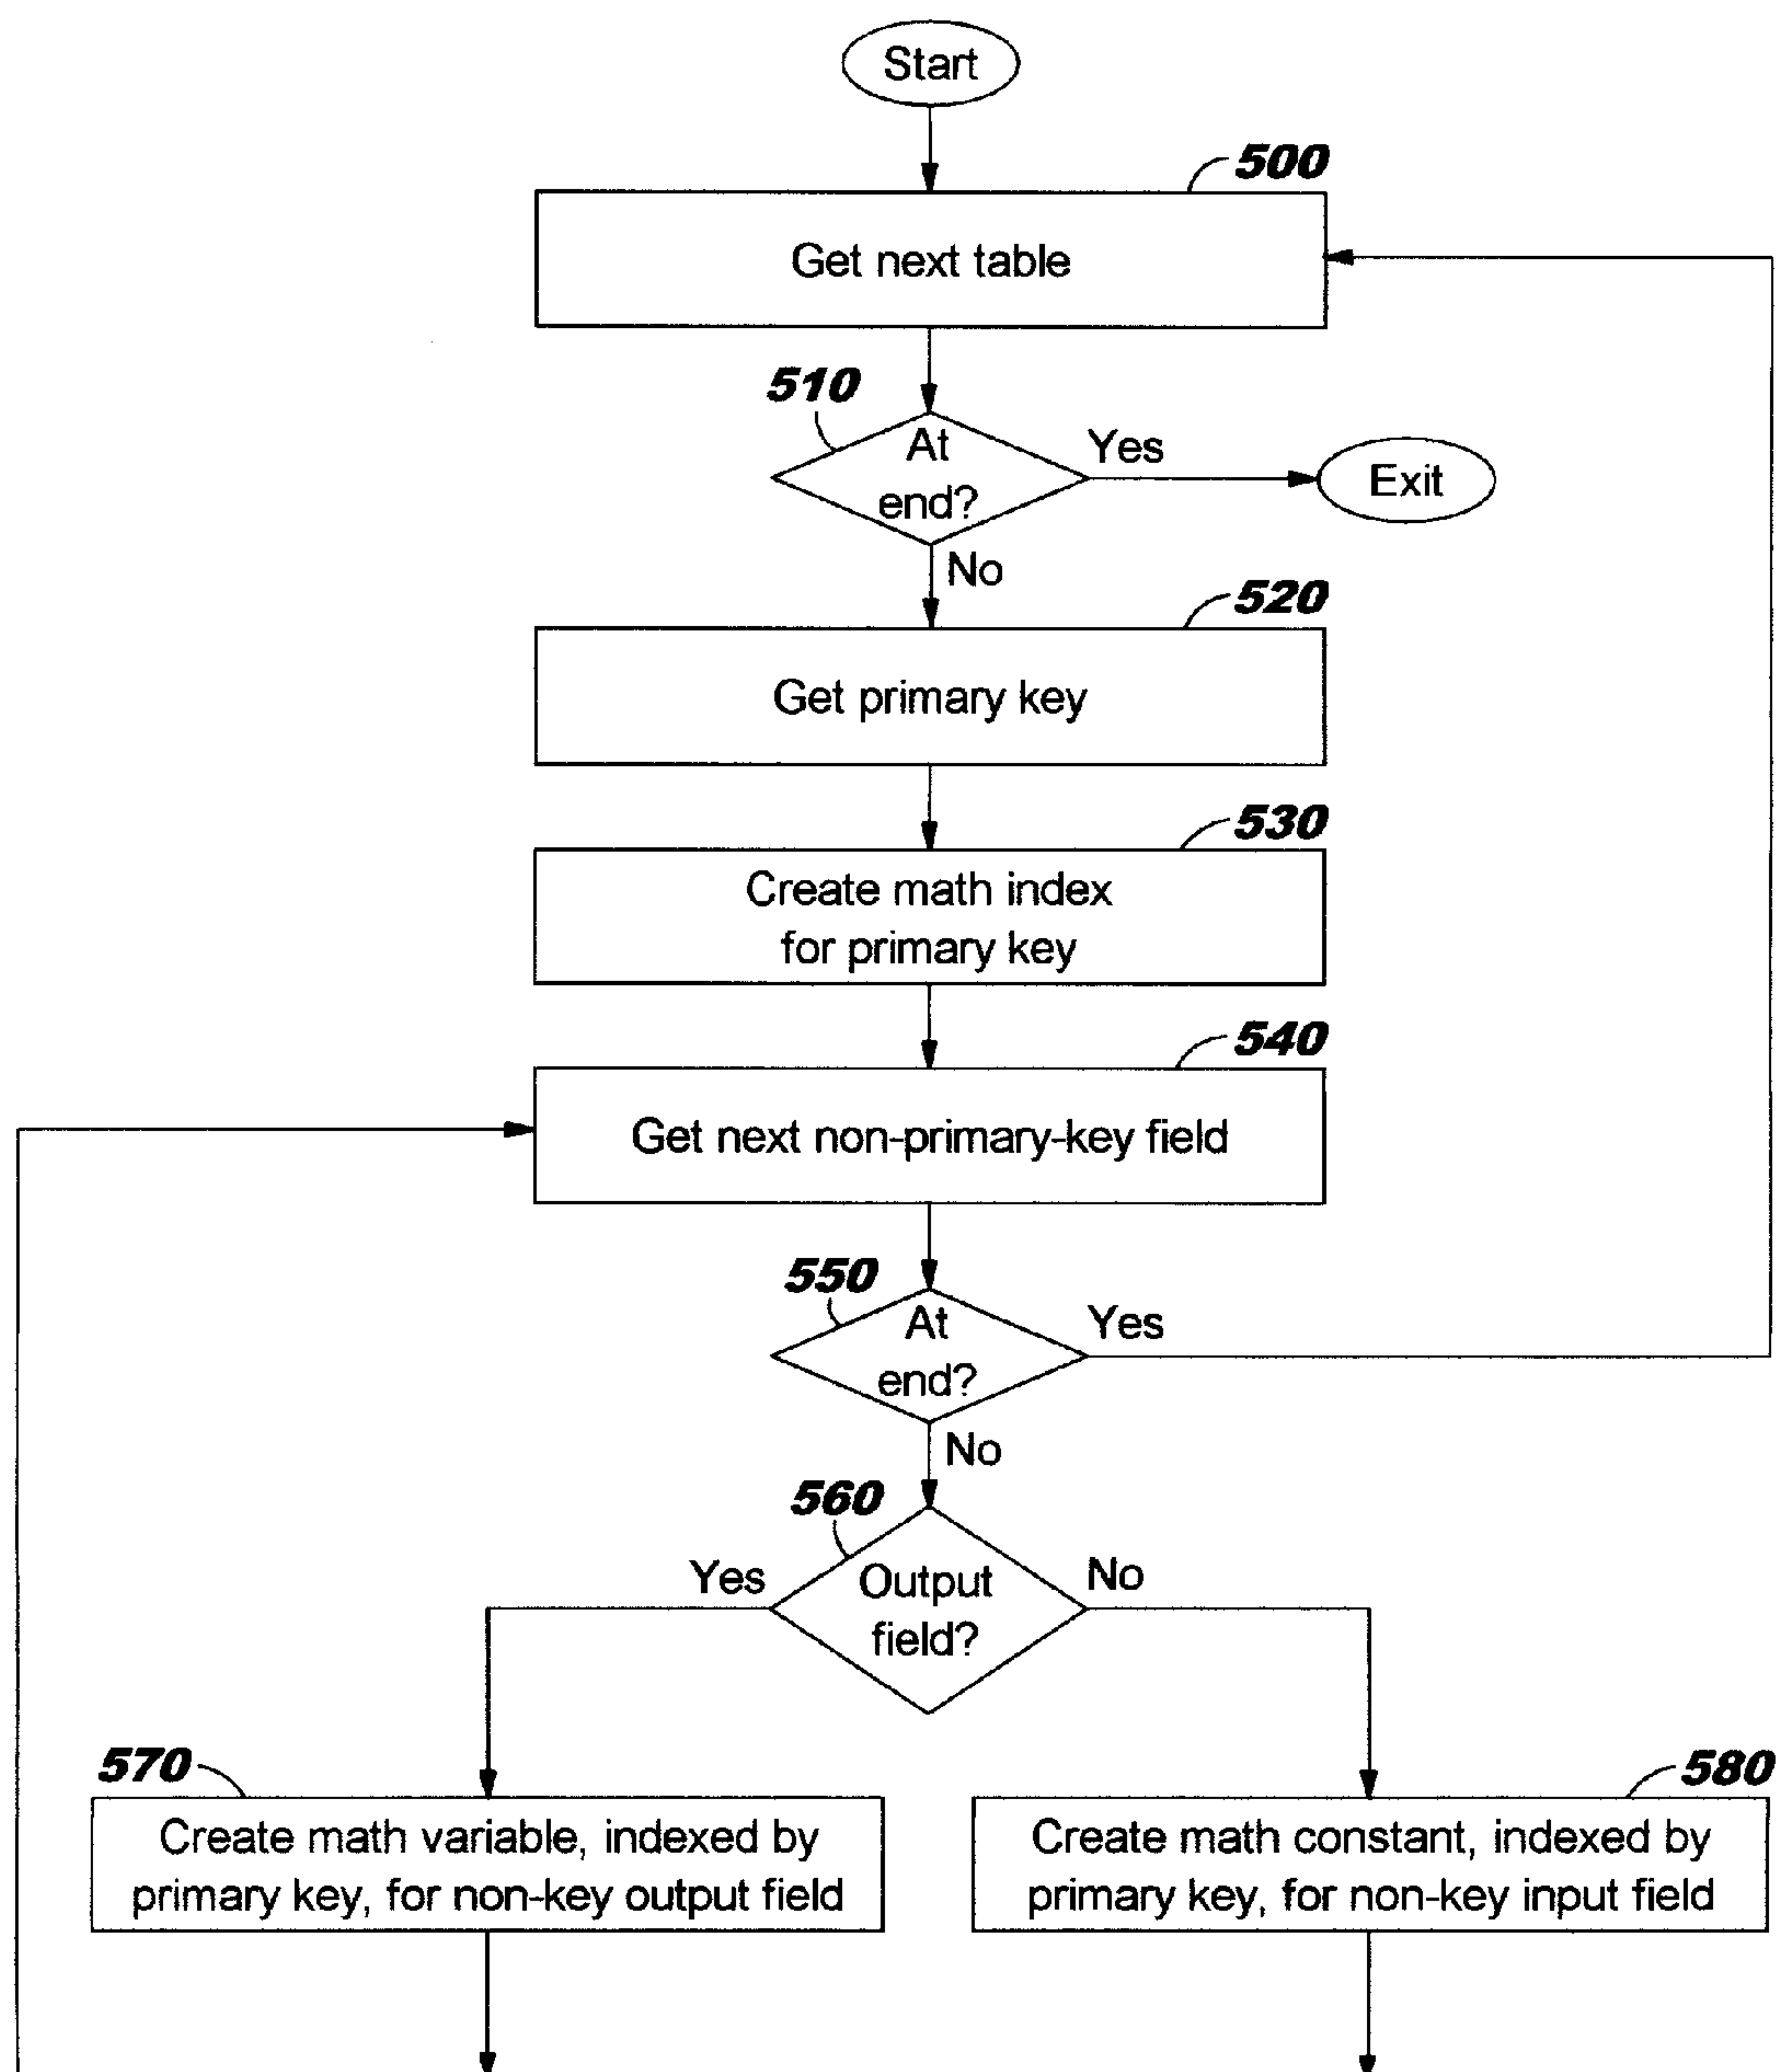 Start
500
Get next table
510
At
end?
Yes
Exit
No
520
Get primary key
530
Create math index
for primary key
540
Get next non-primary-key field
550
At
end?
Yes
No
560
Yes
Output
field?
No
570
Create math variable, indexed by
primary key, for non-key output field
580
Create math constant, indexed by
primary key, for non-key input field